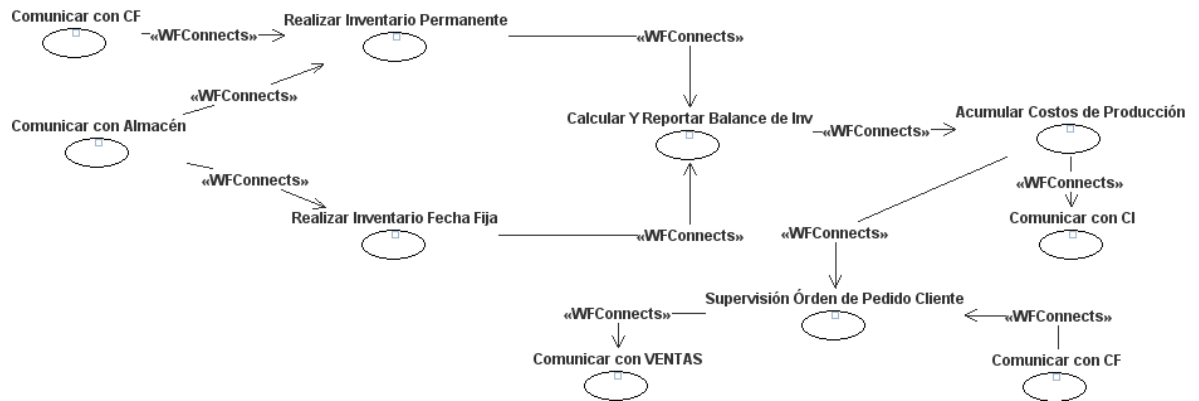 Comunicar con CF
«WFConnects»
Realizar Inventario Permanente
«WFConnects»
«WFConnects»
Comunicar con Almacén
Calcular Y Reportar Balance de Inv
«WFConnects»
Acumular Costos de Producción
«WFConnects»
«WFConnects»
Realizar Inventario Fecha Fija
«WFConnects»
«WFConnects»
Comunicar con CI
Supervisión Órden de Pedido Cliente
«WFConnects»
«WFConnects»
Comunicar con VENTAS
Comunicar con CF